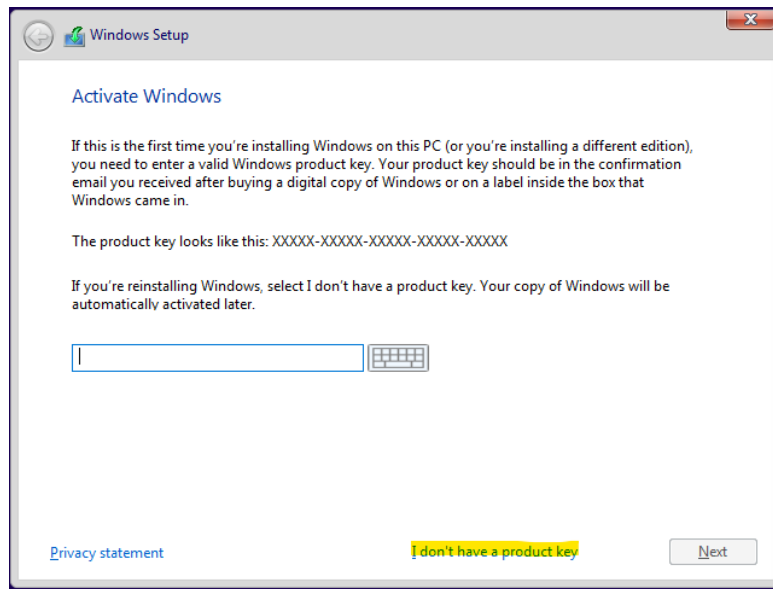 Windows Setup
Activate Windows
If this is the first time you're installing Windows on this PC (or you're installing a different edition),
you need to enter a valid Windows product key. Your product key should be in the confirmation
email you received after buying a digital copy of Windows or on a label inside the box that
Windows came in.
The product key looks like this: XXXXX-XXXXX-XXXXX-XXXXX-XXXXX
If you're reinstalling Windows, select I don't have a product key. Your copy of Windows will be
automatically activated later.
Privacy statement
I don't have a product key
Next